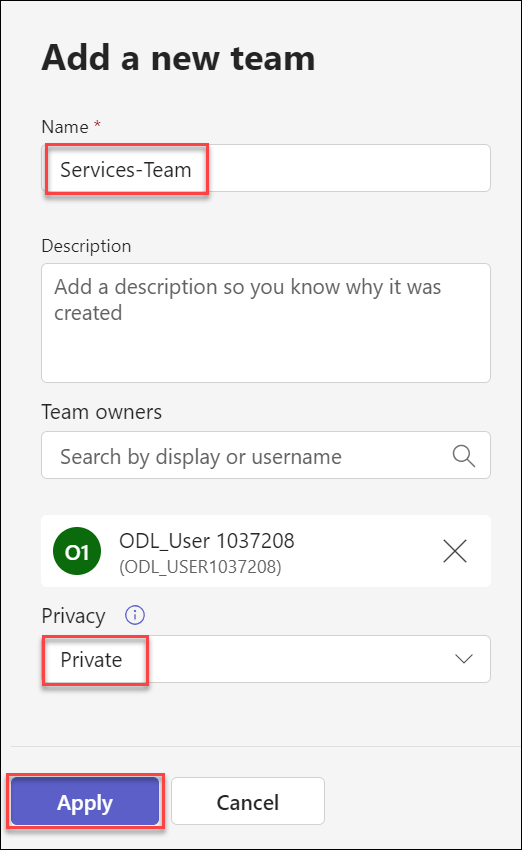 Add a new team
Name *
Services-Team
Description
Add a description so you know why it was
created
Team owners
Search by display or username
O1
ODL_User 1037208
(ODL_USER1037208)
Privacy
Private
Apply
Cancel